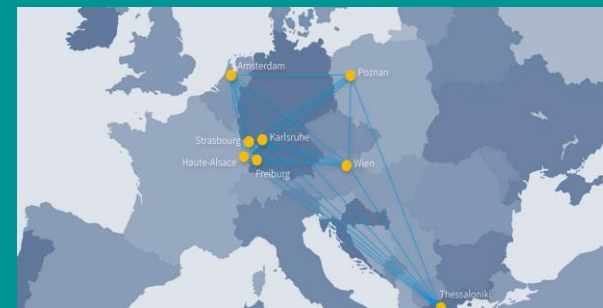 Amsterdam
Poznan
Strasbourg
Karlsruhe
Haute-Alsace
Freiburg
Wien
Thessaloniki